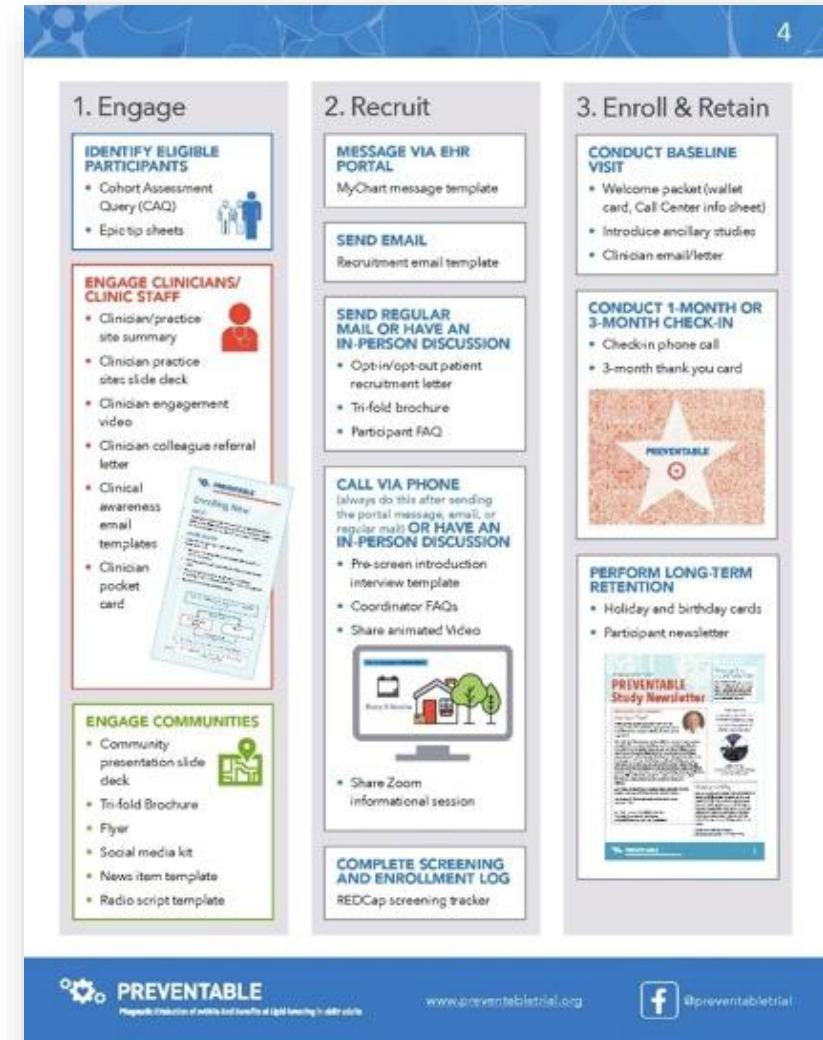 4
1. Engage
IDENTIFY ELIGIBLE
PARTICIPANTS
• Cohort Assessment
Query (CAQ)
• Epic tip sheets
ENGAGE CLINICIANS/
CLINIC STAFF
• Clinician/practice
site summary
• Clinician practice
sites slide deck
• Clinician engagement
video
• Clinician colleague referral
letter
• Clinical
awareness
email
templates
• Clinician
pocket
card
PREVENTABLE
Enrolling Now
ENGAGE COMMUNITIES
• Community
presentation slide
deck
• Tri-fold Brochure
• Flyer
• Social media kit
• News item template
• Radio script template
2. Recruit
MESSAGE VIA EHR
PORTAL
MyChart message template
SEND EMAIL
Recruitment email template
SEND REGULAR
MAIL OR HAVE AN
IN-PERSON DISCUSSION
• Opt-in/opt-out patient
recruitment letter
• Tri-fold brochure
• Participant FAQ
CALL VIA PHONE
(always do this after sending
the portal message, email, or
regular mail) OR HAVE AN
IN-PERSON DISCUSSION
• Pre-screen introduction
interview template
• Coordinator FAQs
• Share animated Video
• Share Zoom
informational session
COMPLETE SCREENING
AND ENROLLMENT LOG
REDCap screening tracker
3. Enroll & Retain
CONDUCT BASELINE
VISIT
• Welcome packet (wallet
card, Call Center info sheet)
• Introduce ancillary studies
• Clinician email/letter
CONDUCT 1-MONTH OR
3-MONTH CHECK-IN
• Check-in phone call
• 3-month thank you card
PREVENTABLE
PERFORM LONG-TERM
RETENTION
• Holiday and birthday cards
• Participant newsletter
PREVENTABLE
Study Newsletter
PREVENTABLE
www.preventabletrial.org
@preventabletrial